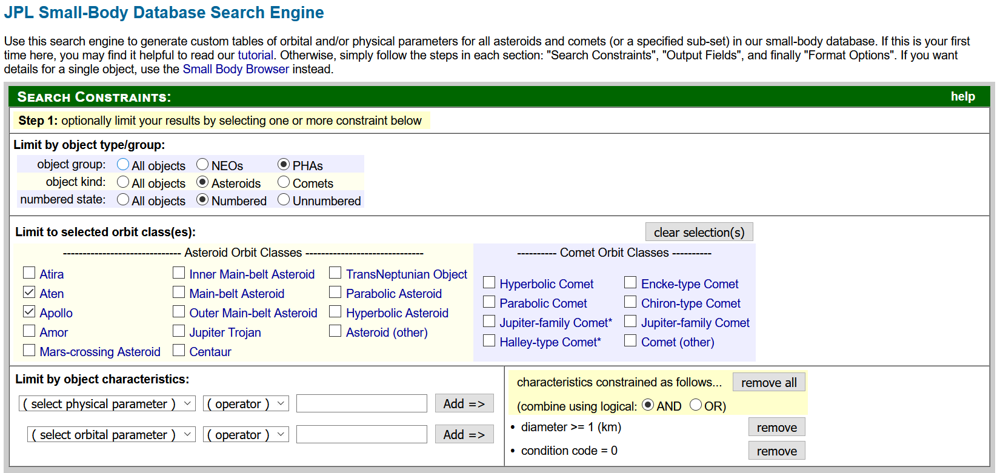 JPL Small-Body Database Search Engine
Use this search engine to generate custom tables of orbital and/or physical parameters for all asteroids and comets (or a specified sub-set) in our small-body database. If this is your first
time here, you may find it helpful to read our tutorial. Otherwise, simply follow the steps in each section: "Search Constraints", "Output Fields", and finally "Format Options". If you want
details for a single object, use the Small Body Browser instead.
SEARCH CONSTRAINTS: help
Step 1: optionally limit your results by selecting one or more constraint below
Limit by object type/group:
object group: All objects NEOs PHAs
object kind: All objects Asteroids Comets
numbered state: All objects Numbered Unnumbered
Limit to selected orbit class(es): clear selection(s)
------------------------------ Asteroid Orbit Classes ------------------------------ ---------- Comet Orbit Classes ----------
Atira Inner Main-belt Asteroid TransNeptunian Object
Hyperbolic Comet Encke-type Comet
Aten Main-belt Asteroid Parabolic Asteroid
Parabolic Comet Chiron-type Comet
Apollo Outer Main-belt Asteroid Hyperbolic Asteroid
Jupiter-family Comet* Jupiter-family Comet
Amor Jupiter Trojan Asteroid (other)
Halley-type Comet* Comet (other)
Mars-crossing Asteroid Centaur
Limit by object characteristics:
( select physical parameter ) ( operator ) Add =>
( select orbital parameter ) ( operator ) Add =>
characteristics constrained as follows... remove all
(combine using logical: AND OR)
• diameter >= 1 (km) remove
• condition code = 0 remove